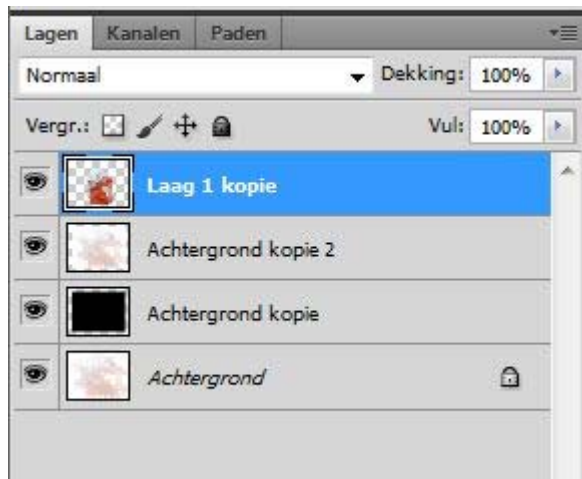 Lagen Kanalen Paden
Normaal Dekking: 100%
Vergr.: Vul: 100%
Laag 1 kopie
Achtergrond kopie 2
Achtergrond kopie
Achtergrond